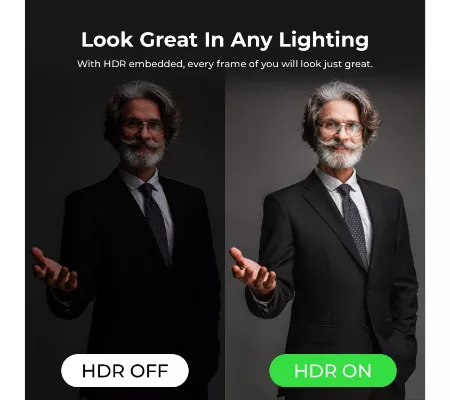 Look Great In Any Lighting
With HDR embedded, every frame of you will look just great.
HDR OFF
HDR ON